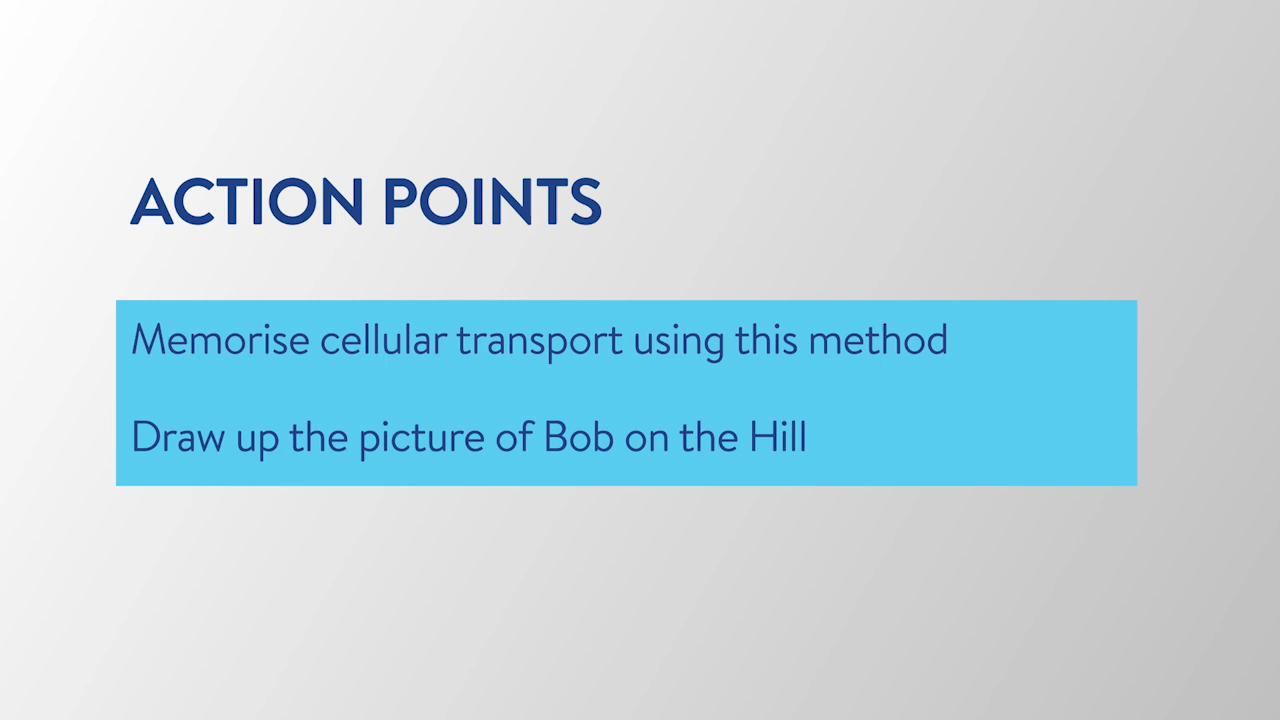 ACTION POINTS
Memorise cellular transport using this method
Draw up the picture of Bob on the Hill